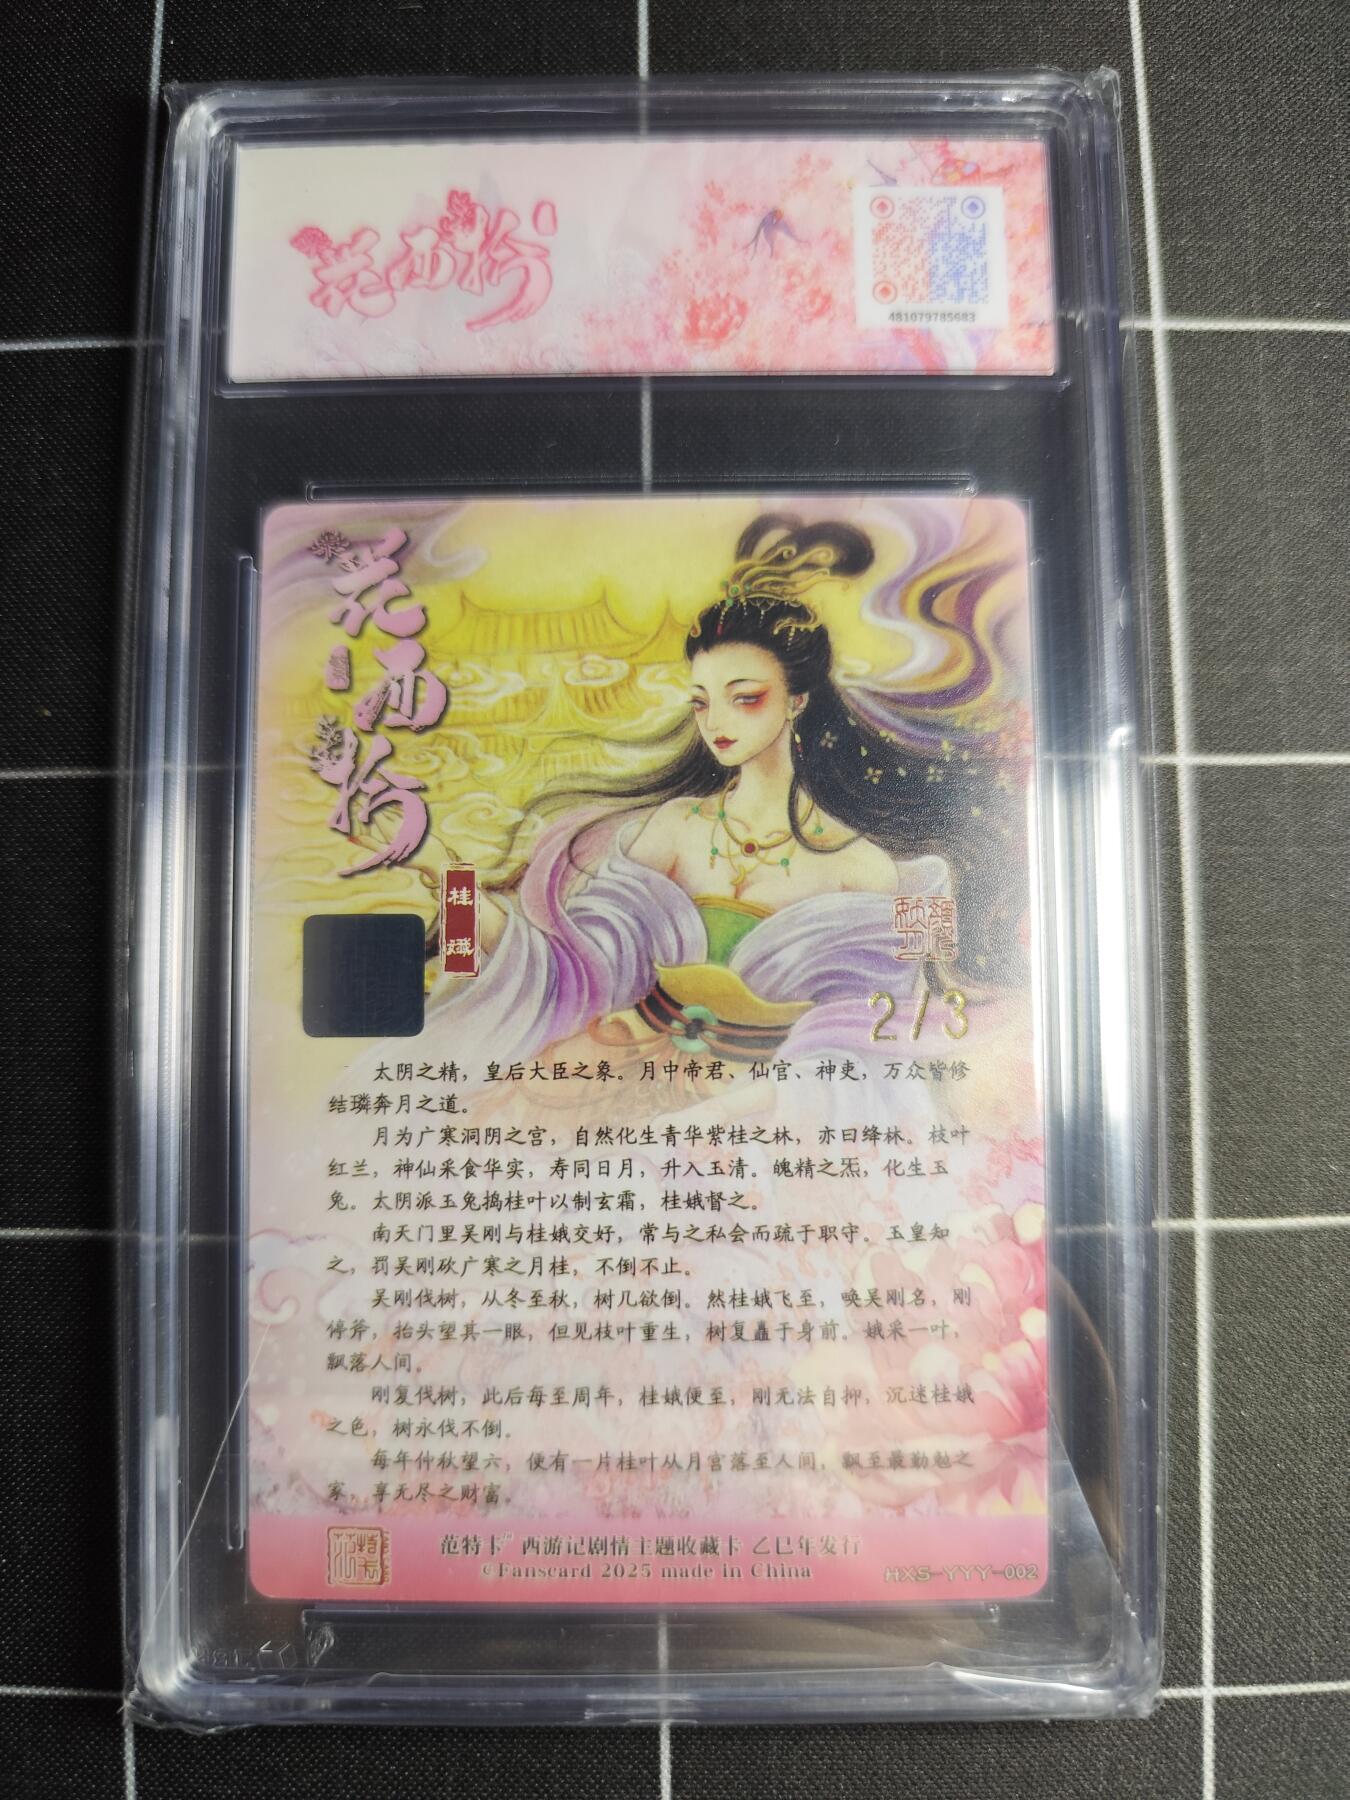 花西拾
481079785683
花西拾
桂娥
2/3
太阴之精，皇后大臣之象。月中帝君、仙官、神吏，万众皆修
结璘奔月之道。
月为广寒洞阴之宫，自然化生青华紫桂之林，亦曰绛林。枝叶
红兰，神仙采食华实，寿同日月，升入玉清。魄精之炁，化生玉
兔。太阴派玉兔捣桂叶以制玄霜，桂娥督之。
南天门里吴刚与桂娥交好，常与之私会而疏于职守。玉皇知
之，罚吴刚砍广寒之月桂，不倒不止。
吴刚伐树，从冬至秋，树几欲倒。然桂娥飞至，唤吴刚名，刚
停斧，抬头望其一眼，但见枝叶重生，树复矗于身前。娥采一叶，
飘落人间。
刚复伐树，此后每至周年，桂娥便至，刚无法自抑，沉迷桂娥
之色，树永伐不倒。
每年仲秋望六，便有一片桂叶从月宫落至人间，飘至最勤勉之
家，享无尽之财富。
范特卡™ 西游记剧情主题收藏卡 乙巳年发行
©Fanscard 2025 made in China
HXS-YYY-002